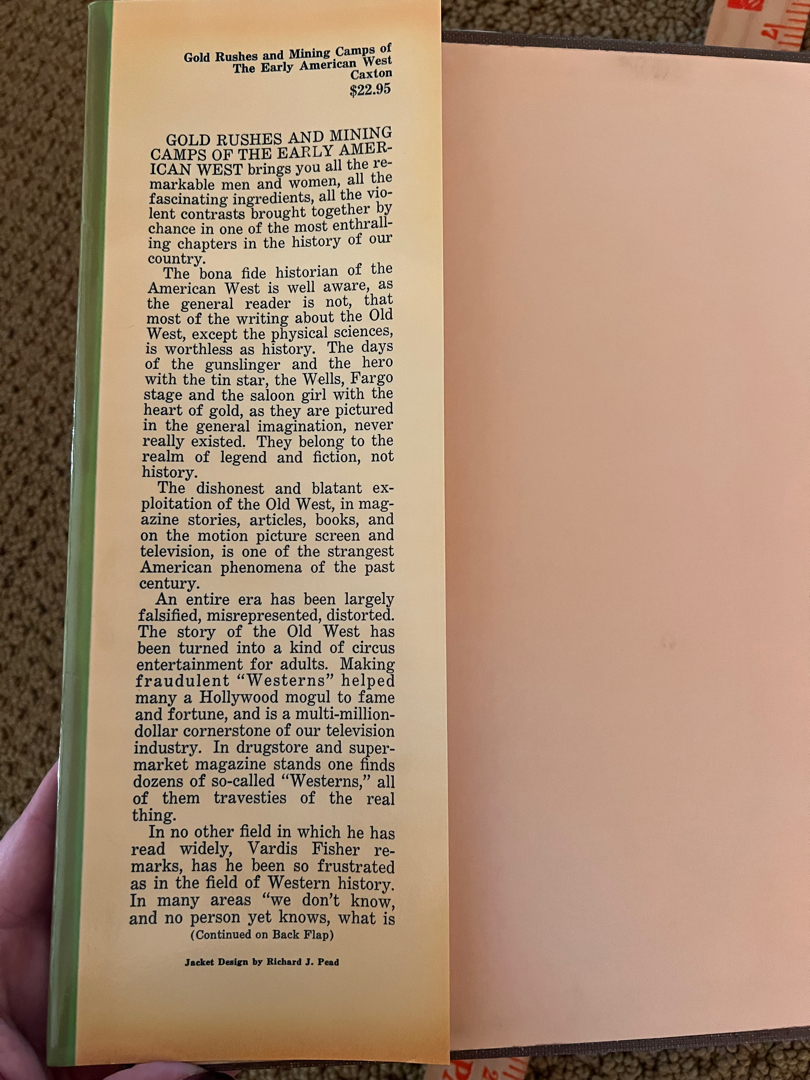 Gold Rushes and Mining Camps of
The Early American West
Caxton
$22.95
GOLD RUSHES AND MINING
CAMPS OF THE EARLY AMER-
ICAN WEST brings you all the re-
markable men and women, all the
fascinating ingredients, all the vio-
lent contrasts brought together by
chance in one of the most enthrall-
ing chapters in the history of our
country.
The bona fide historian of the
American West is well aware, as
the general reader is not, that
most of the writing about the Old
West, except the physical sciences,
is worthless as history. The days
of the gunslinger and the hero
with the tin star, the Wells, Fargo
stage and the saloon girl with the
heart of gold, as they are pictured
in the general imagination, never
really existed. They belong to the
realm of legend and fiction, not
history.
The dishonest and blatant ex-
ploitation of the Old West, in mag-
azine stories, articles, books, and
on the motion picture screen and
television, is one of the strangest
American phenomena of the past
century.
An entire era has been largely
falsified, misrepresented, distorted.
The story of the Old West has
been turned into a kind of circus
entertainment for adults. Making
fraudulent "Westerns" helped
many a Hollywood mogul to fame
and fortune, and is a multi-million-
dollar cornerstone of our television
industry. In drugstore and super-
market magazine stands one finds
dozens of so-called "Westerns," all
of them travesties of the real
thing.
In no other field in which he has
read widely, Vardis Fisher re-
marks, has he been so frustrated
as in the field of Western history.
In many areas "we don't know,
and no person yet knows, what is
(Continued on Back Flap)
Jacket Design by Richard J. Pead